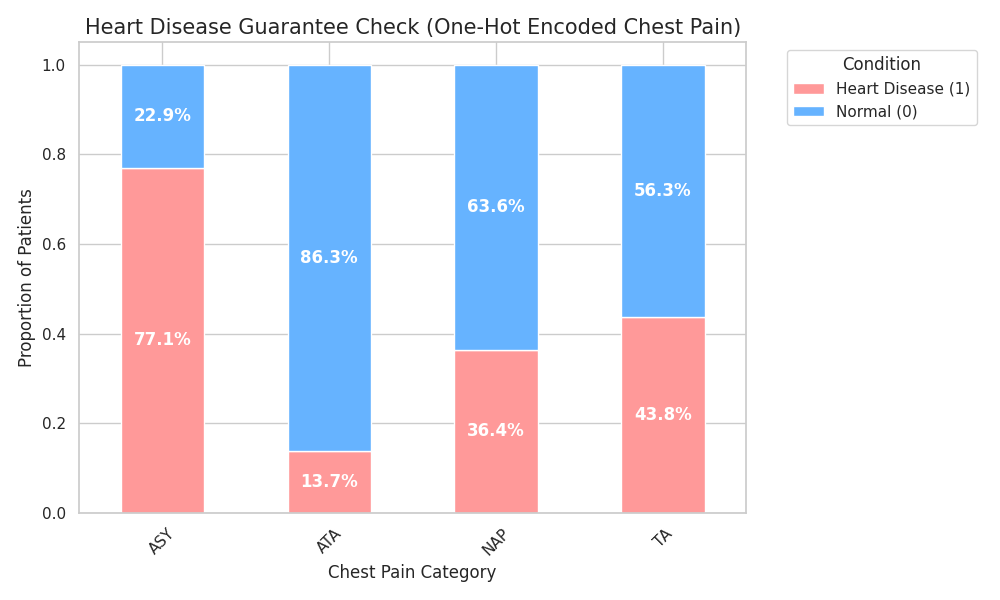 Heart Disease Guarantee Check (One-Hot Encoded Chest Pain)
Condition
Heart Disease (1)
Normal (0)
Proportion of Patients
1.0
0.8
0.6
0.4
0.2
0.0
22.9%
77.1%
86.3%
13.7%
63.6%
36.4%
56.3%
43.8%
ASY
ATA
NAP
TA
Chest Pain Category